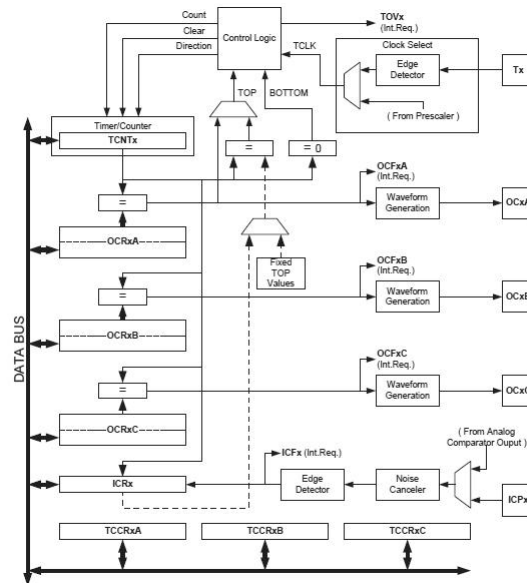 Count
Clear
Direction
Control Logic
TOVx
(Int.Req.)
TCLK
Clock Select
Edge
Detector
Tx
( From Prescaler )
TOP
BOTTOM
Timer/Counter
TCNTx
=
= 0
OCFxA
(Int.Req.)
=
Waveform
Generation
OCxA
OCRxA
Fixed
TOP
Values
OCFxB
(Int.Req.)
=
Waveform
Generation
OCxB
OCRxB
DATA BUS
OCFxC
(Int.Req.)
=
Waveform
Generation
OCxC
OCRxC
( From Analog
Comparator Ouput )
ICFx (Int.Req.)
ICRx
Edge
Detector
Noise
Canceler
ICPx
TCCRxA
TCCRxB
TCCRxC